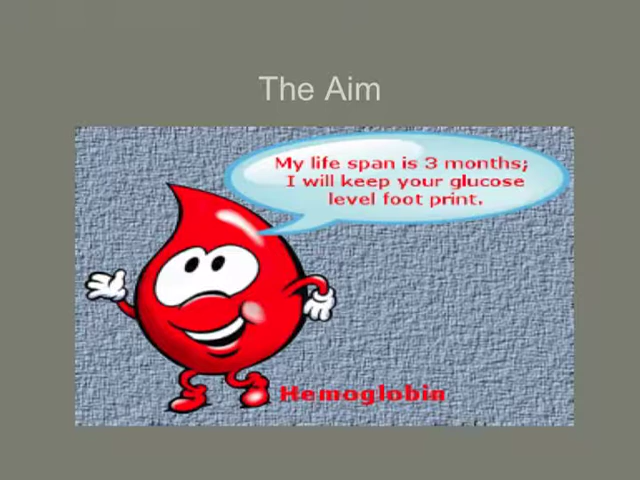 The Aim
My life span is 3 months;
I will keep your glucose
level foot print.
Hemoglobin